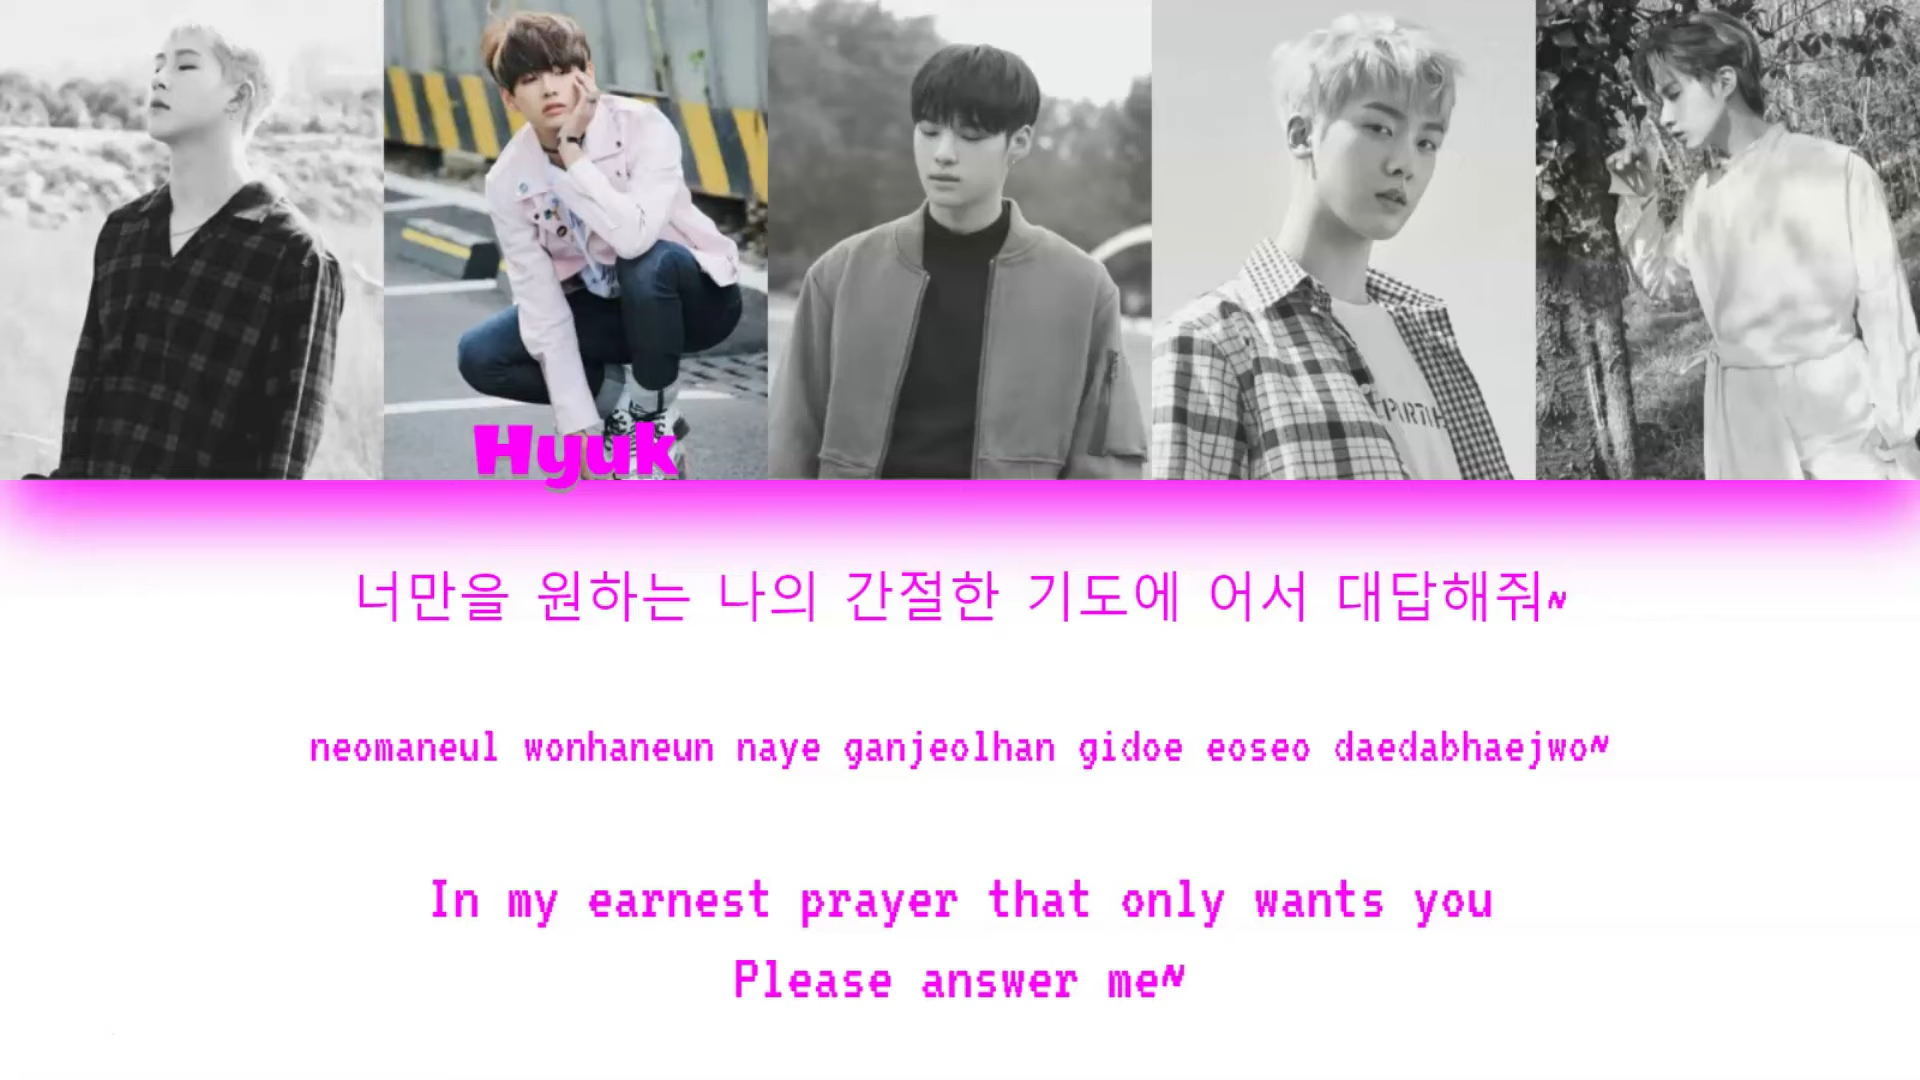 PARTIH
Hyuk
너만을 원하는 나의 간절한 기도에 어서 대답해줘~
neomaneul wonhaneun naye ganjeolhan gidoe eoseo daedabhaejwo~
In my earnest prayer that only wants you
Please answer me~